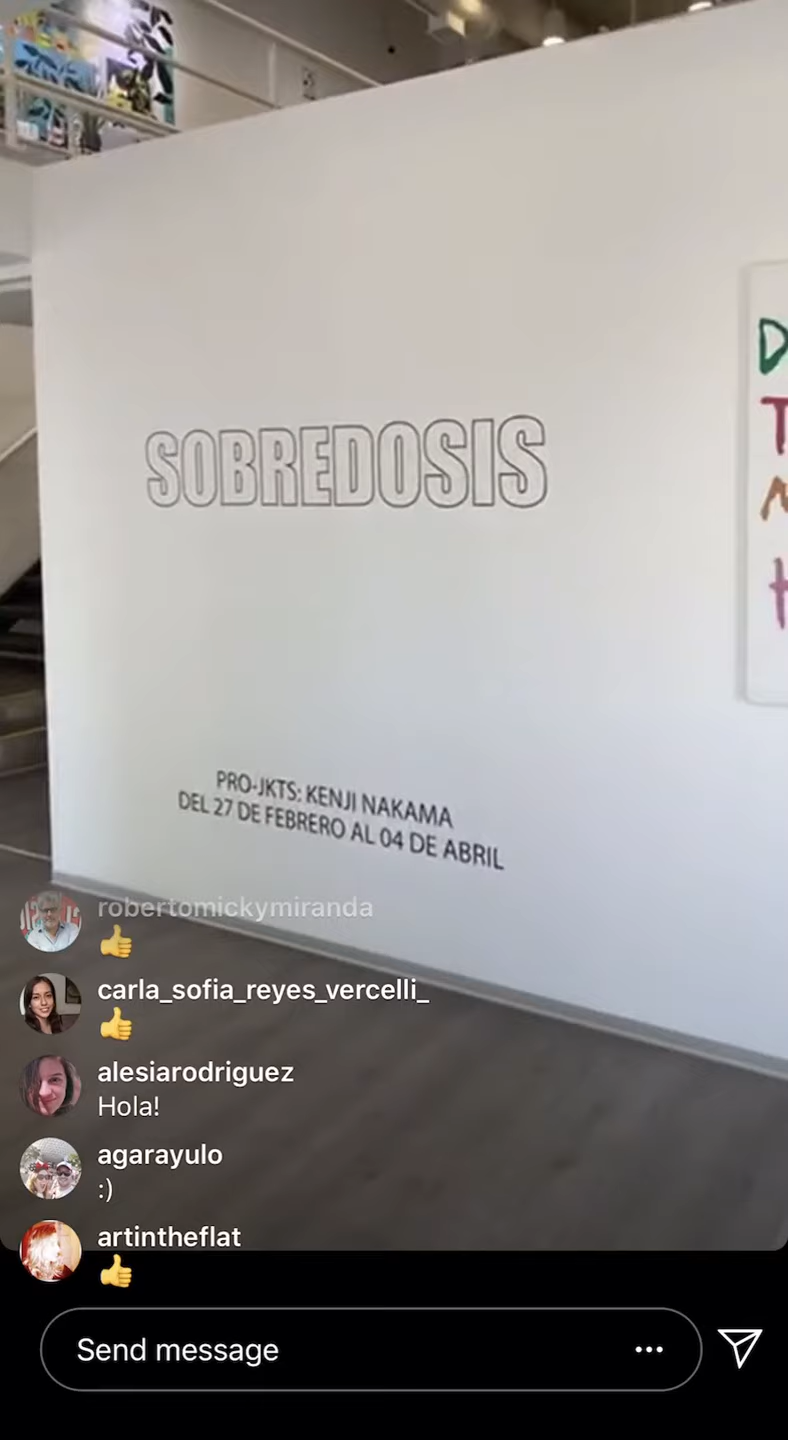 SOBREDOSIS
PRO-JKTS: KENJI NAKAMA
DEL 27 DE FEBRERO AL 04 DE ABRIL
D
T
robertomickymiranda
👍
carla_sofia_reyes_vercelli_
👍
alesiarodriguez
Hola!
agarayulo
:)
artintheflat
👍
Send message